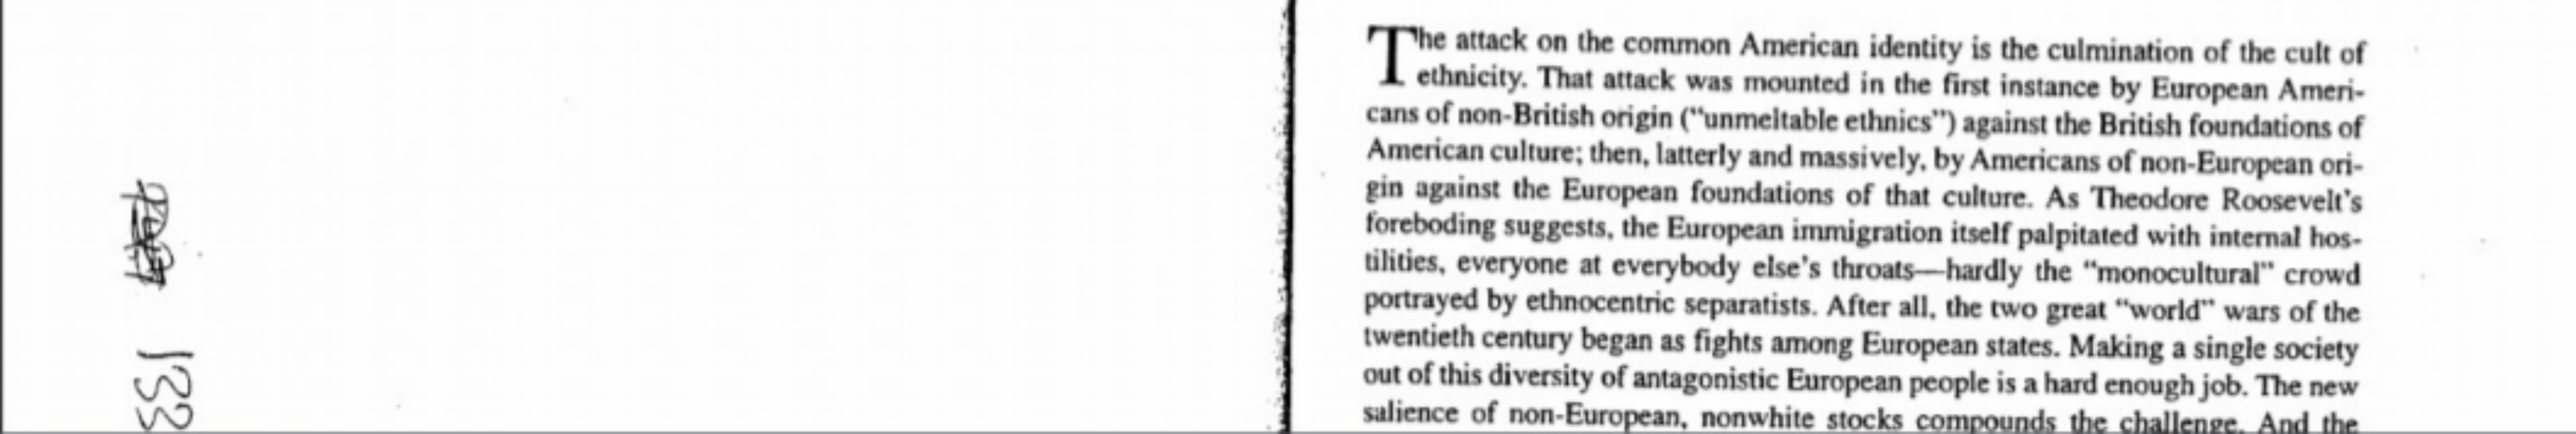 133
The attack on the common American identity is the culmination of the cult of
ethnicity. That attack was mounted in the first instance by European Ameri-
cans of non-British origin (“unmeltable ethnics”) against the British foundations of
American culture; then, latterly and massively, by Americans of non-European ori-
gin against the European foundations of that culture. As Theodore Roosevelt's
foreboding suggests, the European immigration itself palpitated with internal hos-
tilities, everyone at everybody else's throats—hardly the “monocultural” crowd
portrayed by ethnocentric separatists. After all, the two great “world” wars of the
twentieth century began as fights among European states. Making a single society
out of this diversity of antagonistic European people is a hard enough job. The new
salience of non-European, nonwhite stocks compounds the challenge. And the